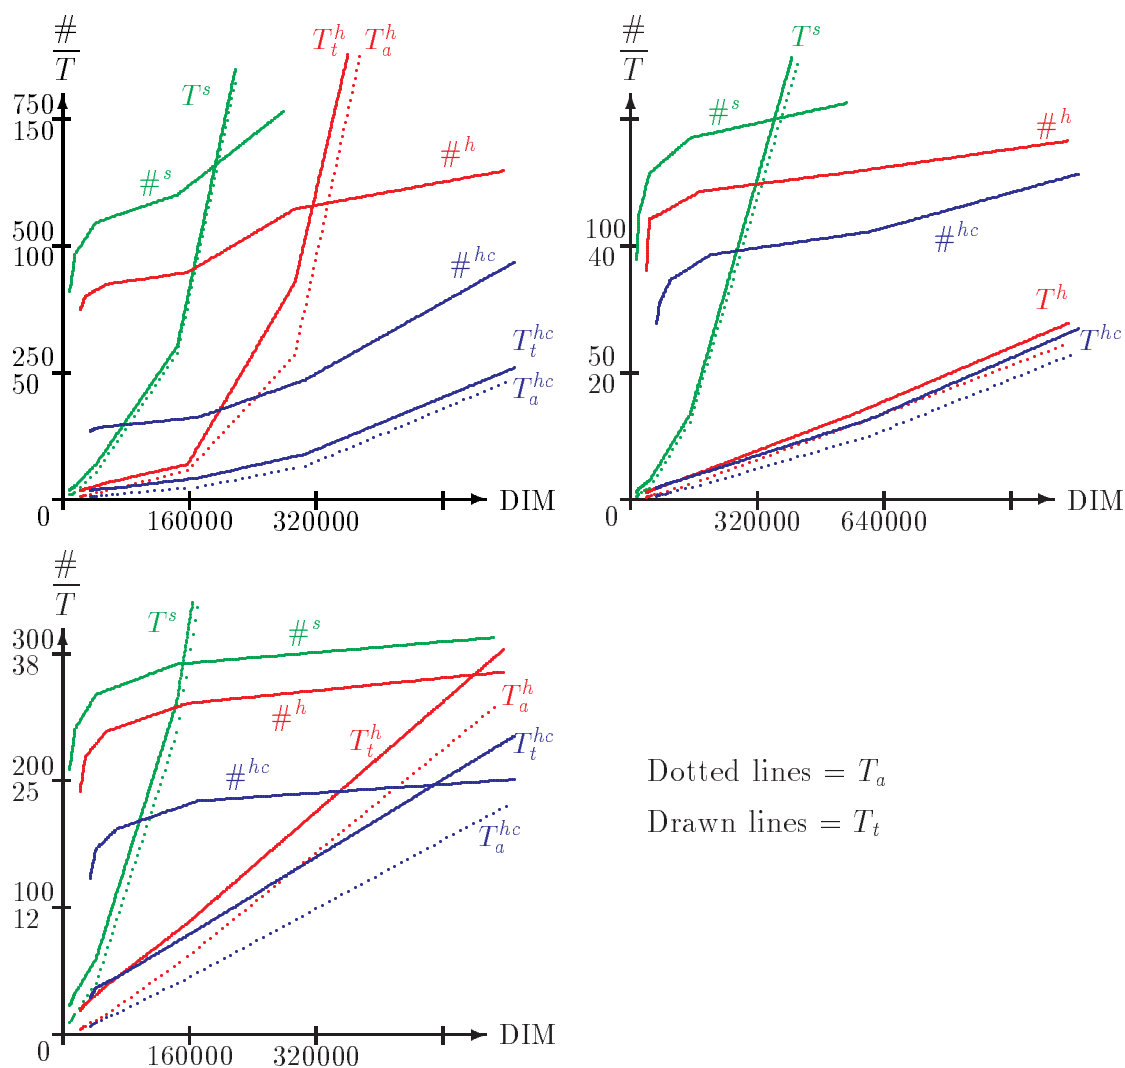 #
T
750
150
500
100
250
50
0
160000
320000
DIM
T^s
#^s
T_t^h
T_a^h
#^h
#^hc
T_t^hc
T_a^hc
#
T
100
40
50
20
0
320000
640000
DIM
T^s
#^s
#^h
#^hc
T^h
T^hc
#
T
300
38
200
25
100
12
0
160000
320000
DIM
T^s
#^s
#^h
T_a^h
T_t^h
T_t^hc
#^hc
T_a^hc
Dotted lines = T_a
Drawn lines = T_t